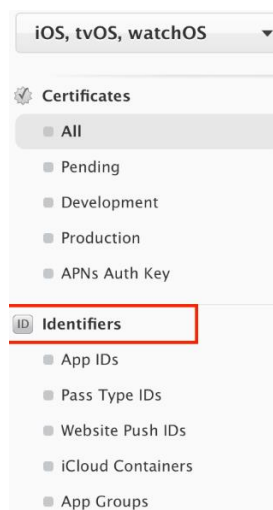 iOS, tvOS, watchOS
Certificates
All
Pending
Development
Production
APNs Auth Key
ID Identifiers
App IDs
Pass Type IDs
Website Push IDs
iCloud Containers
App Groups